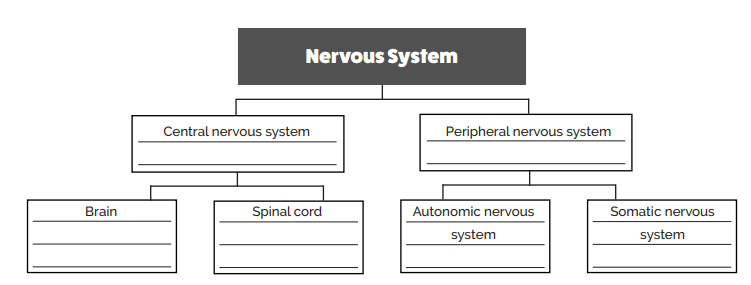 Nervous System
Central nervous system
Peripheral nervous system
Brain
Spinal cord
Autonomic nervous
system
Somatic nervous
system